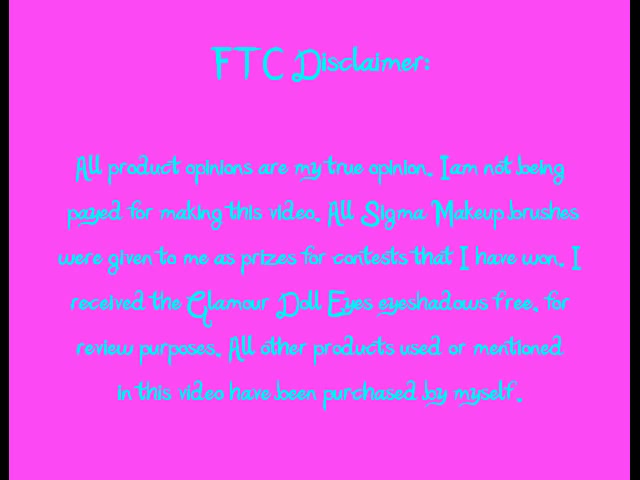 FTC Disclaimer:
All product opinions are my true opinion. I am not being
payed for making this video. All Sigma Makeup brushes
were given to me as prizes for contests that I have won. I
received the Glamour Doll Eyes eyeshadows free, for
review purposes. All other products used or mentioned
in this video have been purchased by myself.